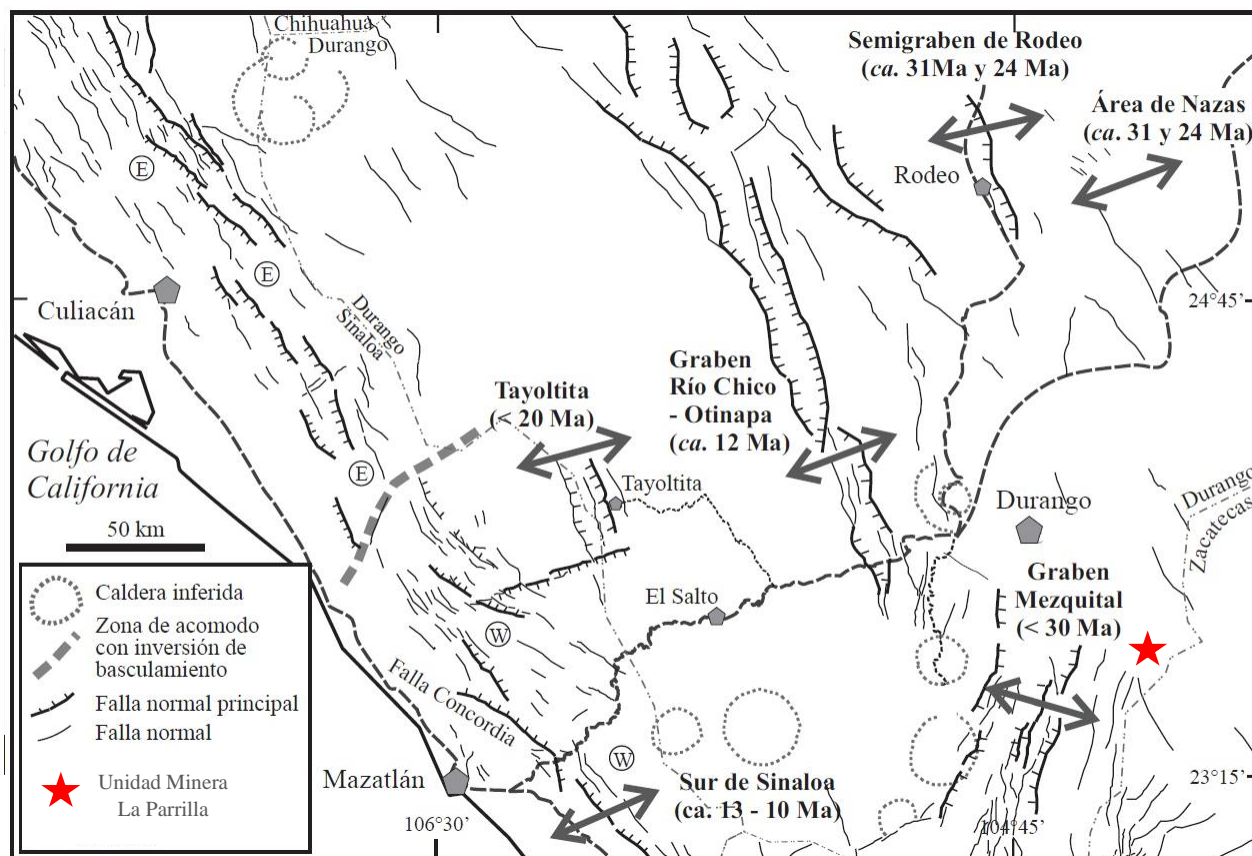 Chihuahua
Durango
Semigraben de Rodeo
(ca. 31Ma y 24 Ma)
Área de Nazas
(ca. 31 y 24 Ma)
Rodeo
E
E
Culiacán
24°45'
Durango
Sinaloa
Graben
Río Chico
- Otinapa
(ca. 12 Ma)
Tayoltita
(< 20 Ma)
Golfo de
California
E
Tayoltita
Durango
Durango
Zacatecas
50 km
Graben
Mezquital
(< 30 Ma)
El Salto
Caldera inferida
Zona de acomodo
con inversión de
basculamiento
Falla normal principal
Falla normal
Unidad Minera
La Parrilla
W
Falla Concordia
W
Mazatlán
Sur de Sinaloa
(ca. 13 - 10 Ma)
23°15'
106°30'
104°45'